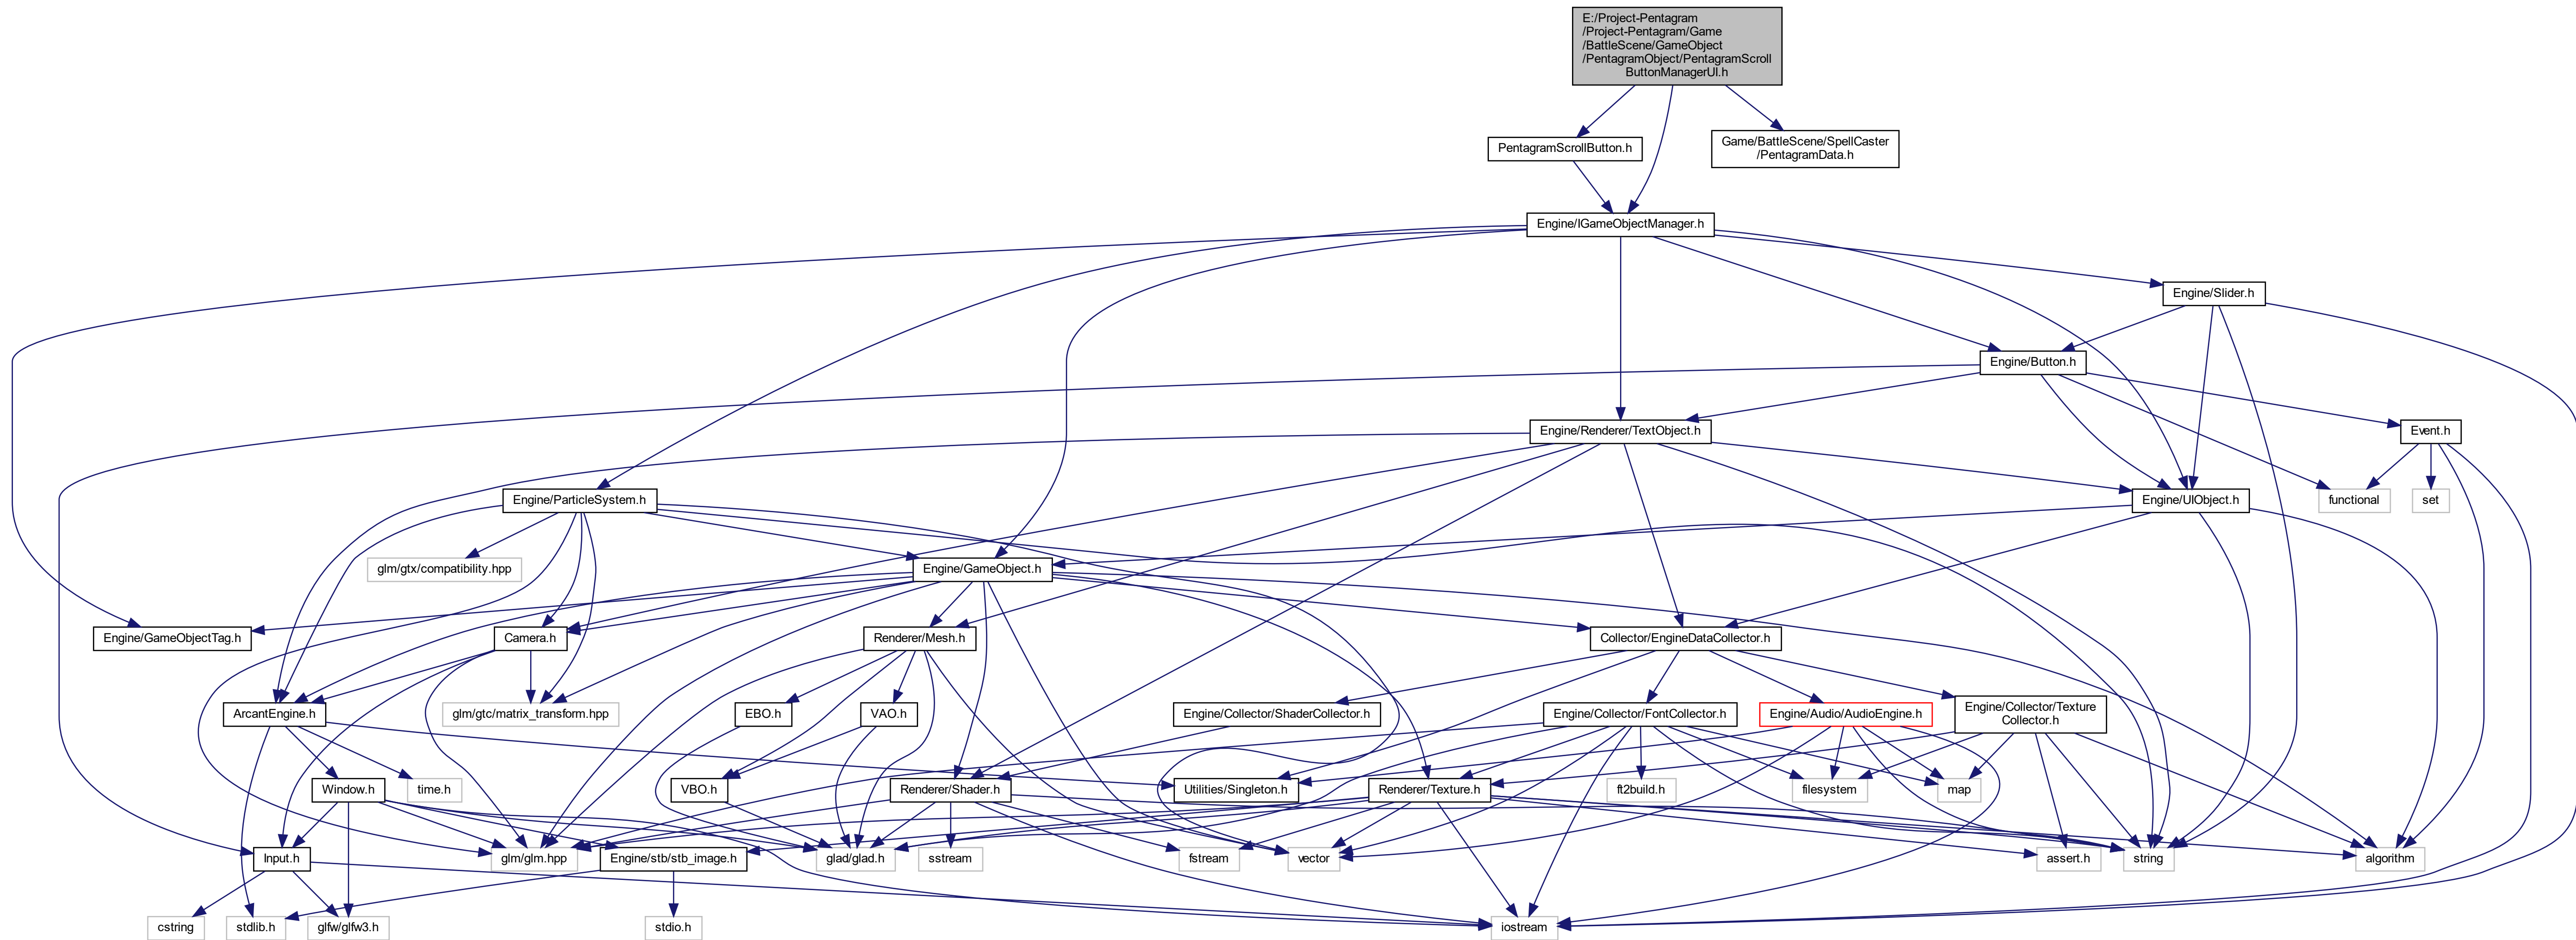 E:/Project-Pentagram
/Project-Pentagram/Game
/BattleScene/GameObject
/PentagramObject/PentagramScroll
ButtonManagerUI.h
PentagramScrollButton.h
Game/BattleScene/SpellCaster
/PentagramData.h
Engine/IGameObjectManager.h
Engine/Slider.h
Engine/Button.h
Engine/Renderer/TextObject.h
Event.h
Engine/ParticleSystem.h
Engine/UIObject.h
functional
set
glm/gtx/compatibility.hpp
Engine/GameObject.h
Engine/GameObjectTag.h
Camera.h
Renderer/Mesh.h
Collector/EngineDataCollector.h
ArcantEngine.h
glm/gtc/matrix_transform.hpp
EBO.h
VAO.h
Engine/Collector/ShaderCollector.h
Engine/Collector/FontCollector.h
Engine/Audio/AudioEngine.h
Engine/Collector/Texture
Collector.h
Window.h
time.h
VBO.h
Renderer/Shader.h
Utilities/Singleton.h
Renderer/Texture.h
ft2build.h
filesystem
map
Input.h
glm/glm.hpp
Engine/stb/stb_image.h
glad/glad.h
sstream
fstream
vector
assert.h
string
algorithm
cstring
stdlib.h
glfw/glfw3.h
stdio.h
iostream